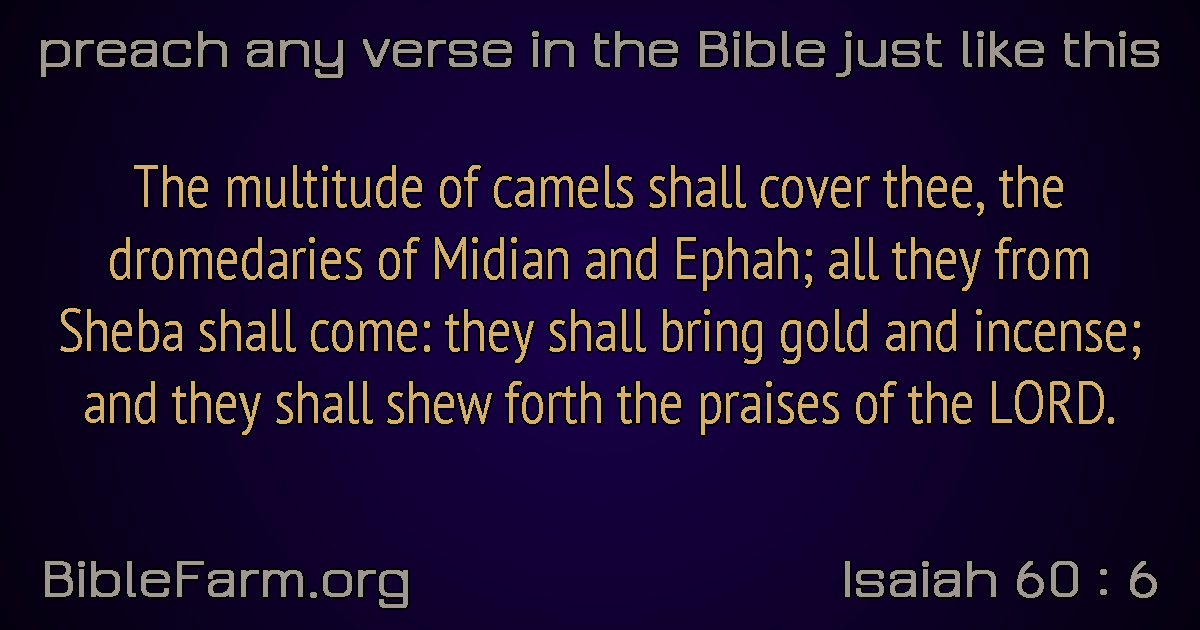 preach any verse in the Bible just like this
The multitude of camels shall cover thee, the
dromedaries of Midian and Ephah; all they from
Sheba shall come: they shall bring gold and incense;
and they shall shew forth the praises of the LORD.
BibleFarm.org
Isaiah 60 : 6